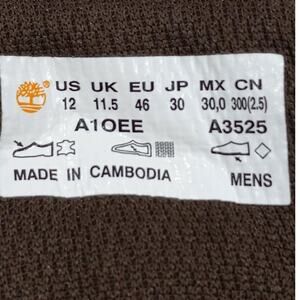 US UK EU JP MX CN
12 11.5 46 30 30,0 300(2.5)
A1OEE A3525
MADE IN CAMBODIA MENS